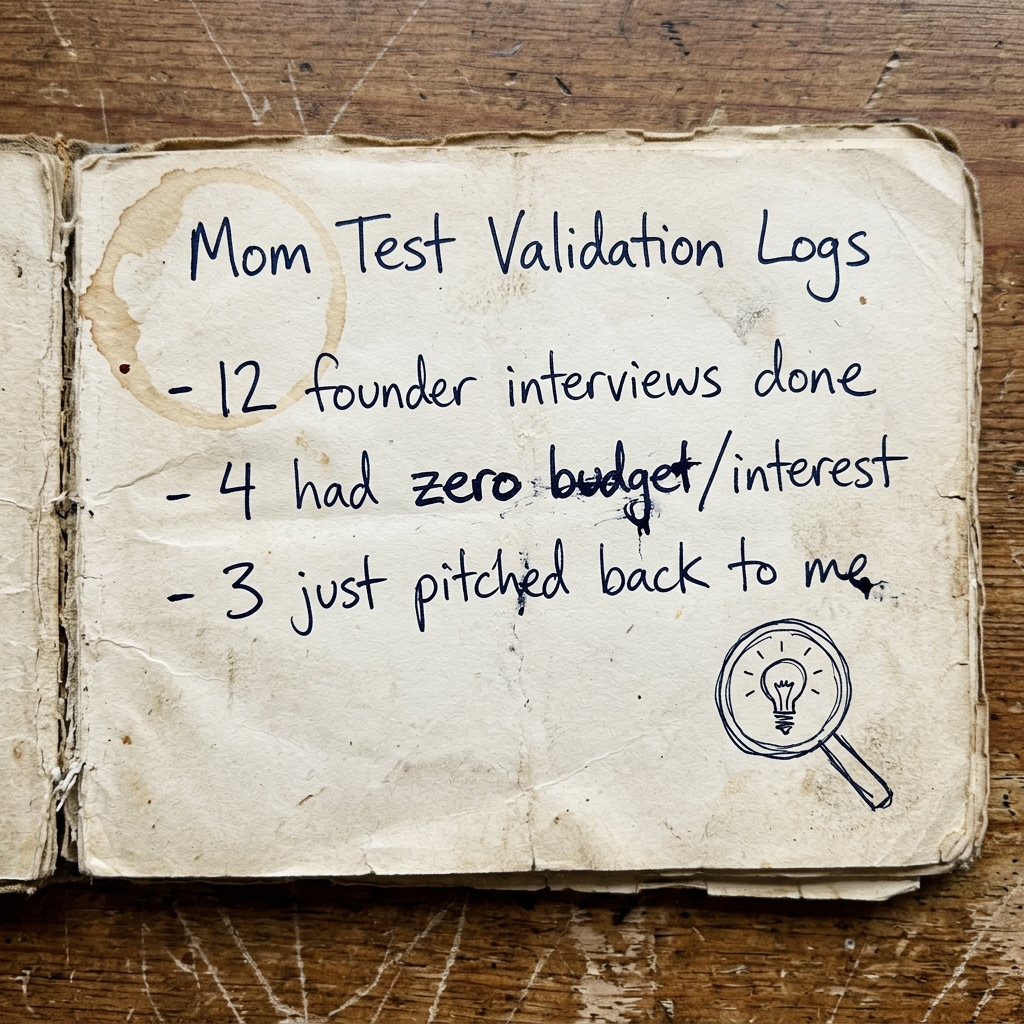 Mom Test Validation Logs
- 12 founder interviews done
- 4 had zero budget/interest
- 3 just pitched back to me